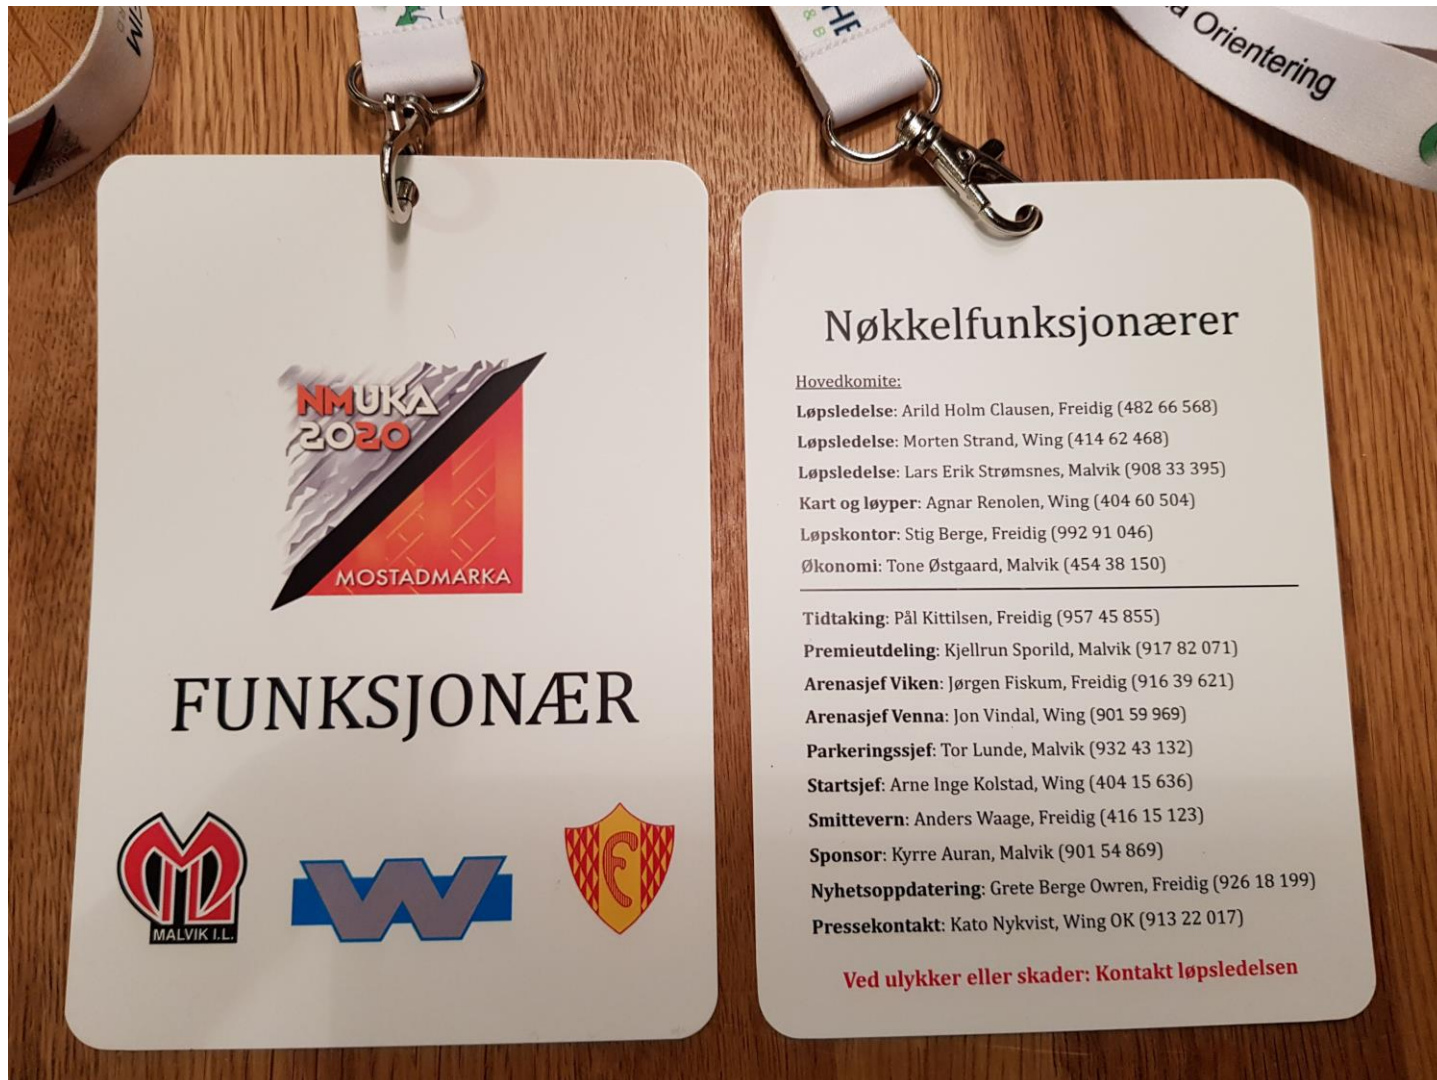 & B
HE
a Orientering
NMUKA
2020
MOSTADMARKA
FUNKSJONÆR
MALVIK I.L.
Nøkkelfunksjonærer
Hovedkomite:
Løpsledelse: Arild Holm Clausen, Freidig (482 66 568)
Løpsledelse: Morten Strand, Wing (414 62 468)
Løpsledelse: Lars Erik Strømsnes, Malvik (908 33 395)
Kart og løyper: Agnar Renolen, Wing (404 60 504)
Løpskontor: Stig Berge, Freidig (992 91 046)
Økonomi: Tone Østgaard, Malvik (454 38 150)
Tidtaking: Pål Kittilsen, Freidig (957 45 855)
Premieutdeling: Kjellrun Sporild, Malvik (917 82 071)
Arenasjef Viken: Jørgen Fiskum, Freidig (916 39 621)
Arenasjef Venna: Jon Vindal, Wing (901 59 969)
Parkeringssjef: Tor Lunde, Malvik (932 43 132)
Startsjef: Arne Inge Kolstad, Wing (404 15 636)
Smittevern: Anders Waage, Freidig (416 15 123)
Sponsor: Kyrre Auran, Malvik (901 54 869)
Nyhetsoppdatering: Grete Berge Owren, Freidig (926 18 199)
Pressekontakt: Kato Nykvist, Wing OK (913 22 017)
Ved ulykker eller skader: Kontakt løpsledelsen